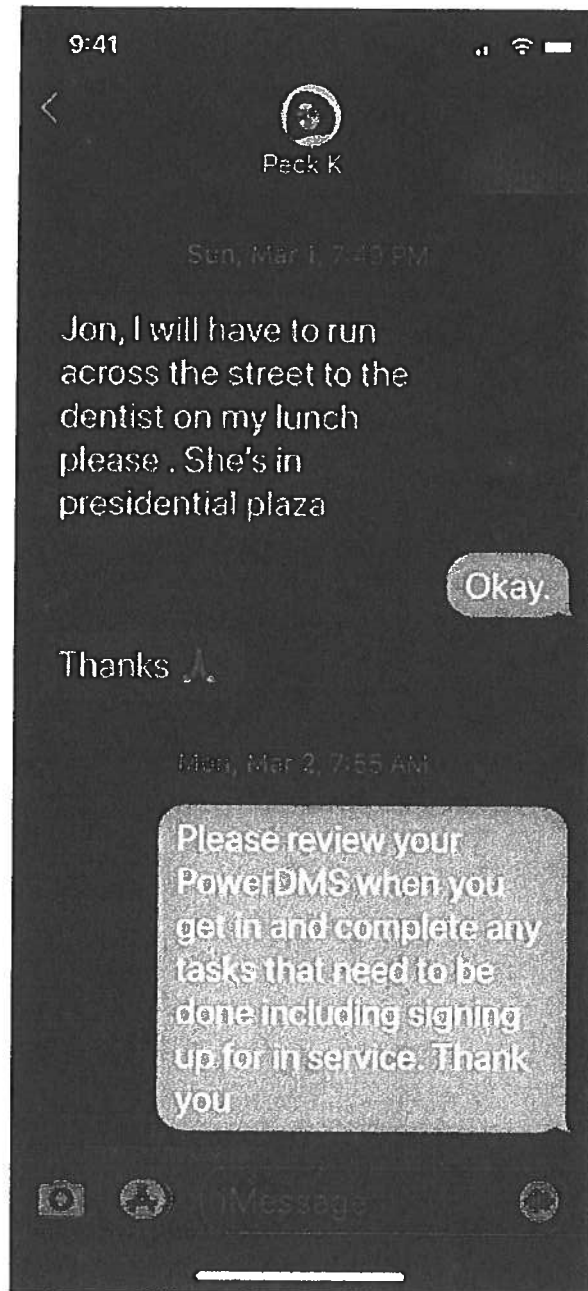 9:41
Peck K
Sun, Mar 1, 7:49 PM
Jon, I will have to run
across the street to the
dentist on my lunch
please . She's in
presidential plaza
Okay.
Thanks 🙏
Mon, Mar 2, 7:55 AM
Please review your
PowerDMS when you
get in and complete any
tasks that need to be
done including signing
up for in service. Thank
you
iMessage